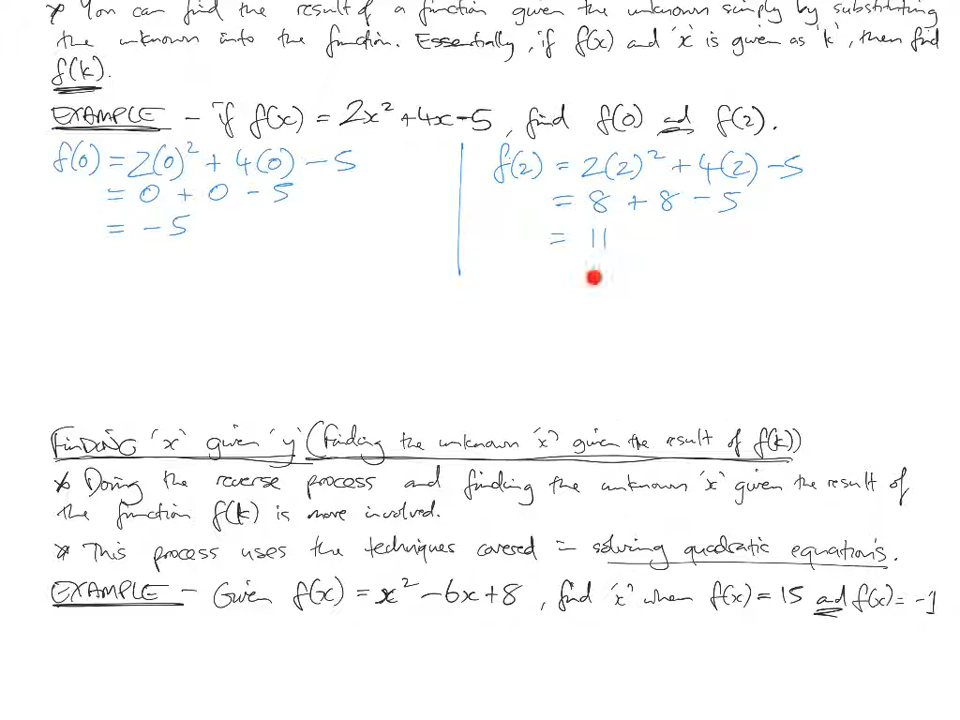 * You can find the result of a function given the unknown simply by substituting
the unknown into the function. Essentially, if f(x) and 'x' is given as 'k', then find
f(k).
EXAMPLE - if f(x) = 2x² + 4x - 5, find f(0) and f(2).
f(0) = 2(0)² + 4(0) - 5
= 0 + 0 - 5
= -5
f(2) = 2(2)² + 4(2) - 5
= 8 + 8 - 5
= 11
FINDING 'x' given 'y' (finding the unknown 'x' given the result of f(k))
* Doing the reverse process and finding the unknown 'x' given the result of
the function f(k) is more involved.
* This process uses the techniques covered = solving quadratic equation's.
EXAMPLE - Given f(x) = x² - 6x + 8, find 'x' when f(x) = 15 and f(x) = -1